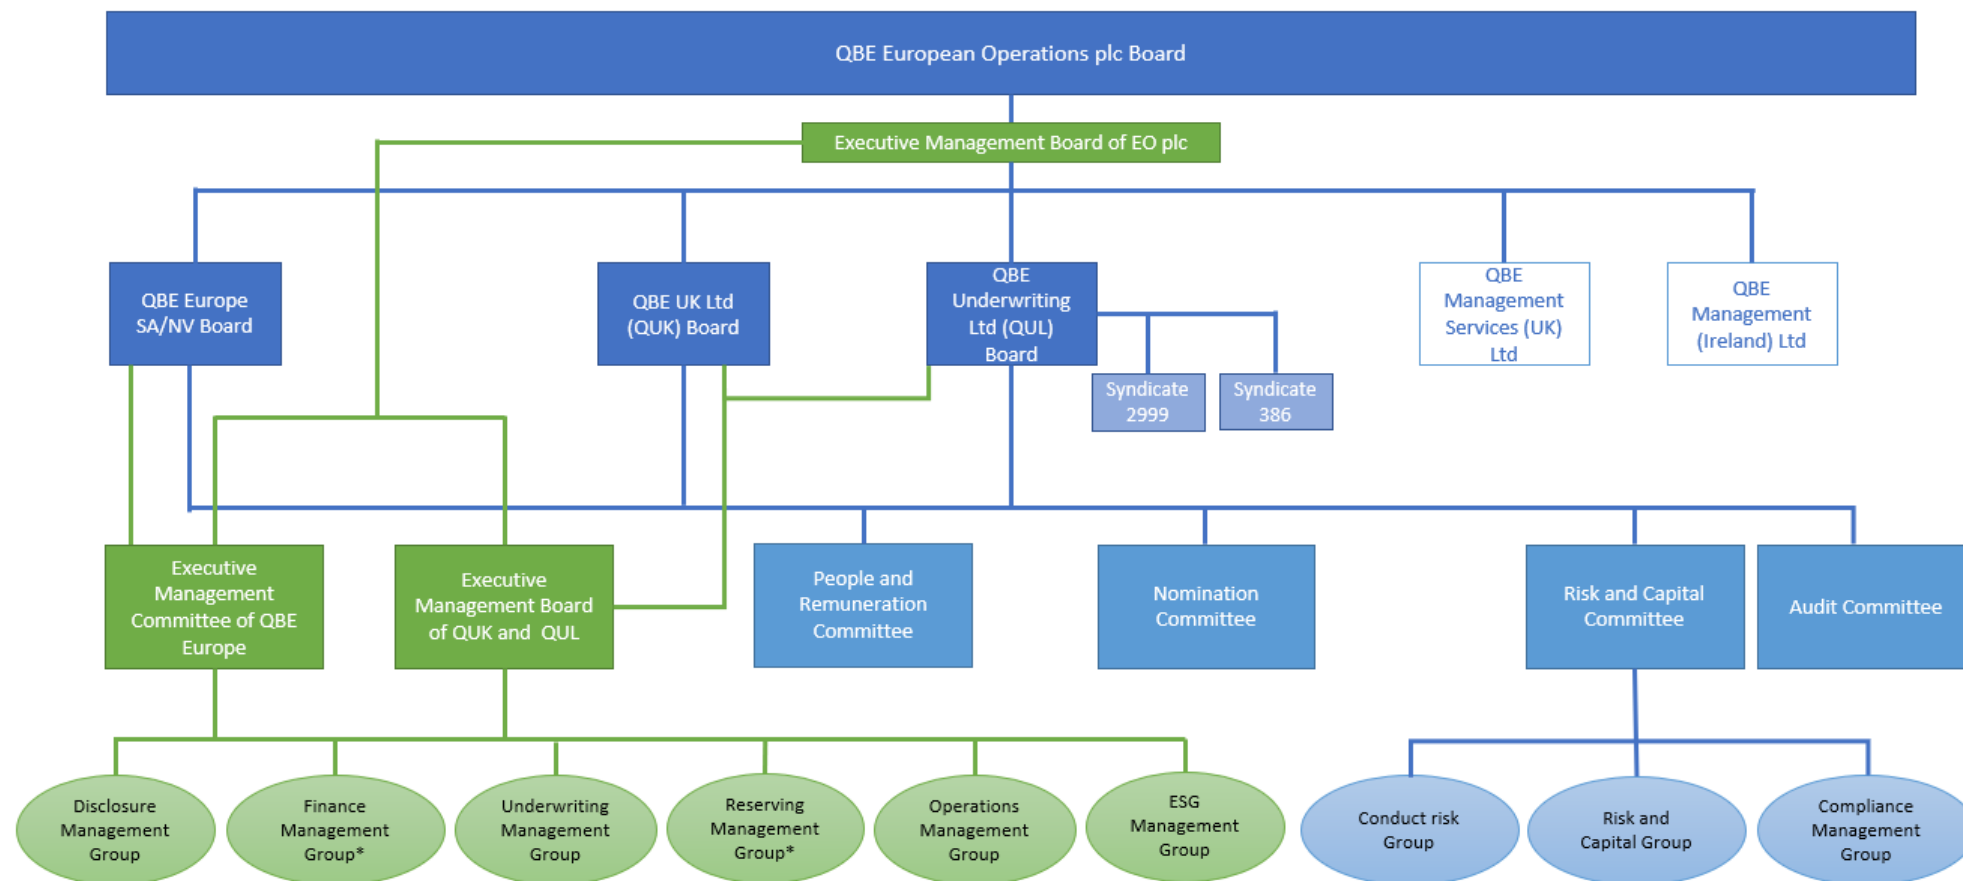 QBE European Operations plc Board
Executive Management Board of EO plc
QBE Europe
SA/NV Board
QBE UK Ltd
(QUK) Board
QBE
Underwriting
Ltd (QUL)
Board
QBE
Management
Services (UK)
Ltd
QBE
Management
(Ireland) Ltd
Syndicate
2999
Syndicate
386
Executive
Management
Committee of QBE
Europe
Executive
Management Board
of QUK and QUL
People and
Remuneration
Committee
Nomination
Committee
Risk and Capital
Committee
Audit Committee
Disclosure
Management
Group
Finance
Management
Group*
Underwriting
Management
Group
Reserving
Management
Group*
Operations
Management
Group
ESG
Management
Group
Conduct risk
Group
Risk and
Capital Group
Compliance
Management
Group